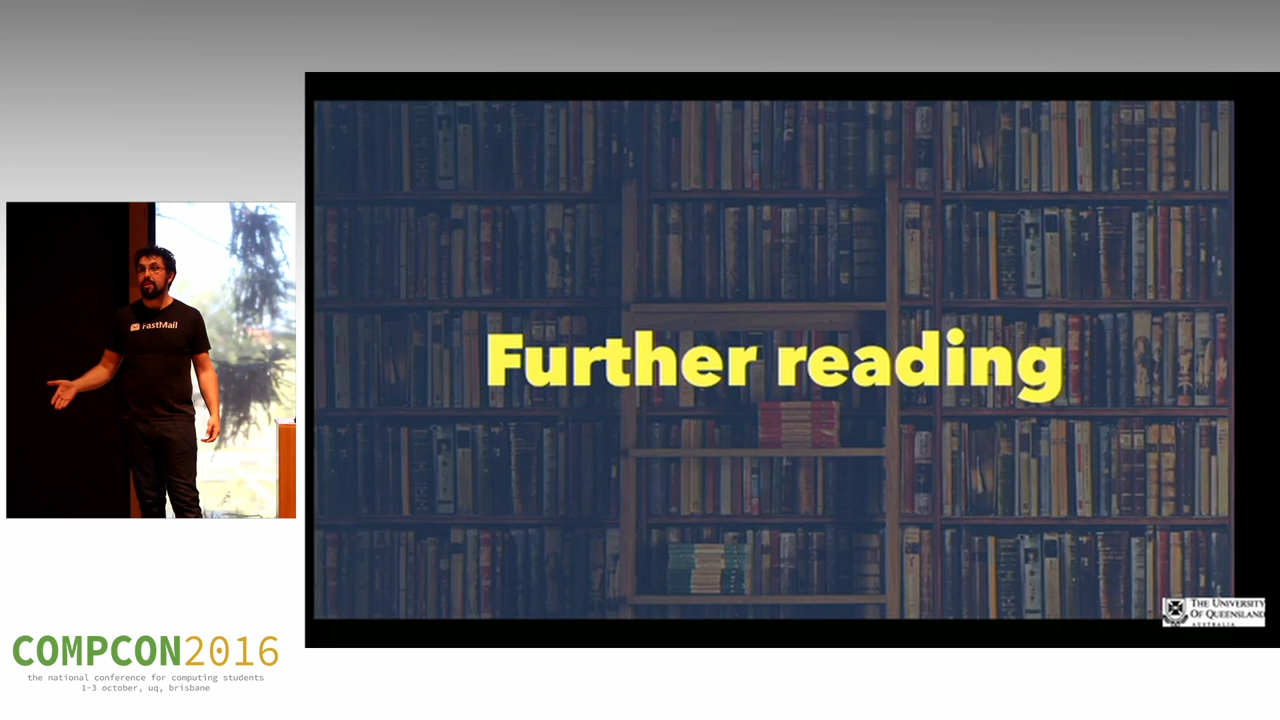 FastMail
Further reading
THE UNIVERSITY
OF QUEENSLAND
AUSTRALIA
COMPCON2016
the national conference for computing students
1-3 october, uq, brisbane